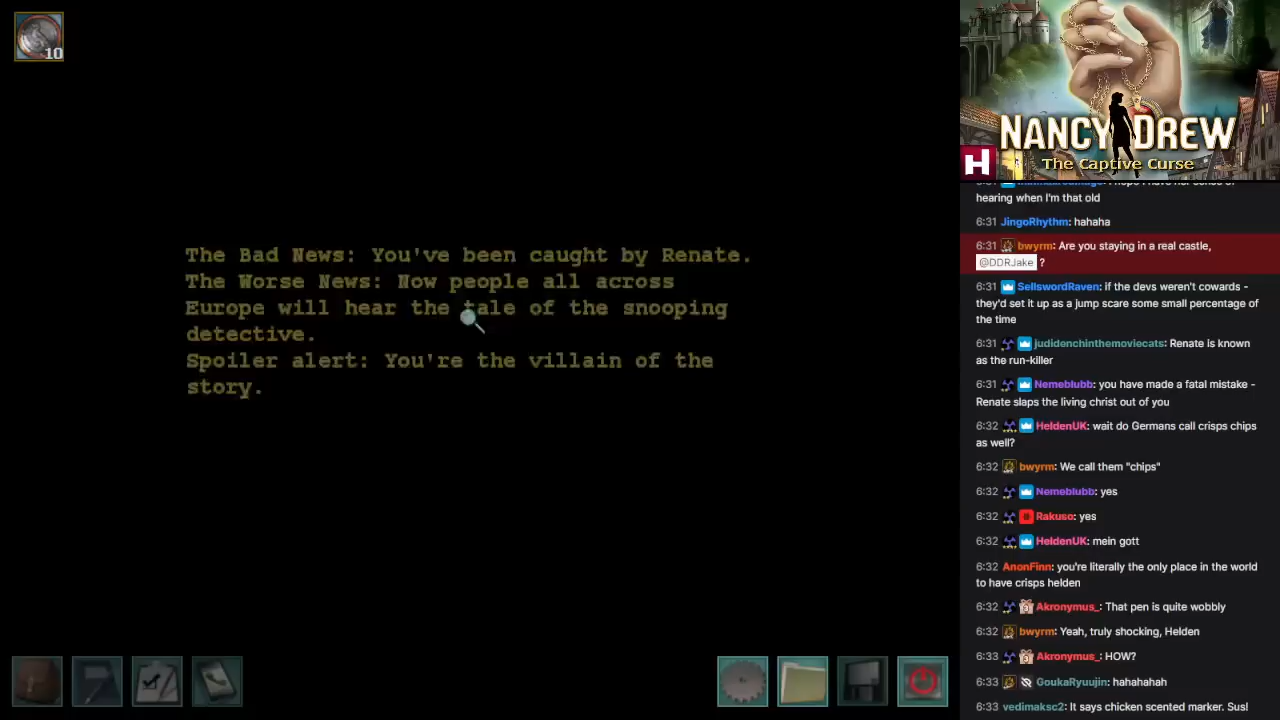 10
The Bad News: You've been caught by Renate.
The Worse News: Now people all across
Europe will hear the tale of the snooping
detective.
Spoiler alert: You're the villain of the
story.
H
NANCY DREW
The Captive Curse
hearing when I'm that old
6:31 JingoRhythm: hahaha
6:31 bwyrm: Are you staying in a real castle,
@DDRJake ?
6:31 SellswordRaven: if the devs weren't cowards -
they'd set it up as a jump scare some small percentage of
the time
6:31 judidenchinthemoviecats: Renate is known
as the run-killer
6:31 Nemeblubb: you have made a fatal mistake -
Renate slaps the living christ out of you
6:32 HeldenUK: wait do Germans call crisps chips
as well?
6:32 bwyrm: We call them "chips"
6:32 Nemeblubb: yes
6:32 Rakuso: yes
6:32 HeldenUK: mein gott
6:32 AnonFinn: you're literally the only place in the world
to have crisps helden
6:32 Akronymus_: That pen is quite wobbly
6:32 bwyrm: Yeah, truly shocking, Helden
6:33 Akronymus_: HOW?
6:33 GoukaRyuujin: hahahahah
6:33 vedimaksc2: It says chicken scented marker. Sus!